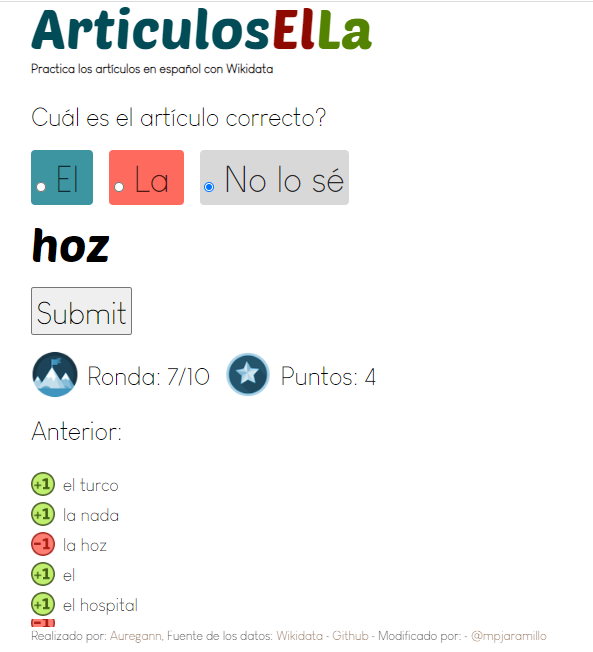 ArticulosElLa
Practica los artículos en español con Wikidata
Cuál es el artículo correcto?
El La No lo sé
hoz
Submit
Ronda: 7/10 Puntos: 4
Anterior:
+1 el turco
+1 la nada
-1 la hoz
+1 el
+1 el hospital
-1
Realizado por: Auregann, Fuente de los datos: Wikidata - Github - Modificado por: - @mpjaramillo